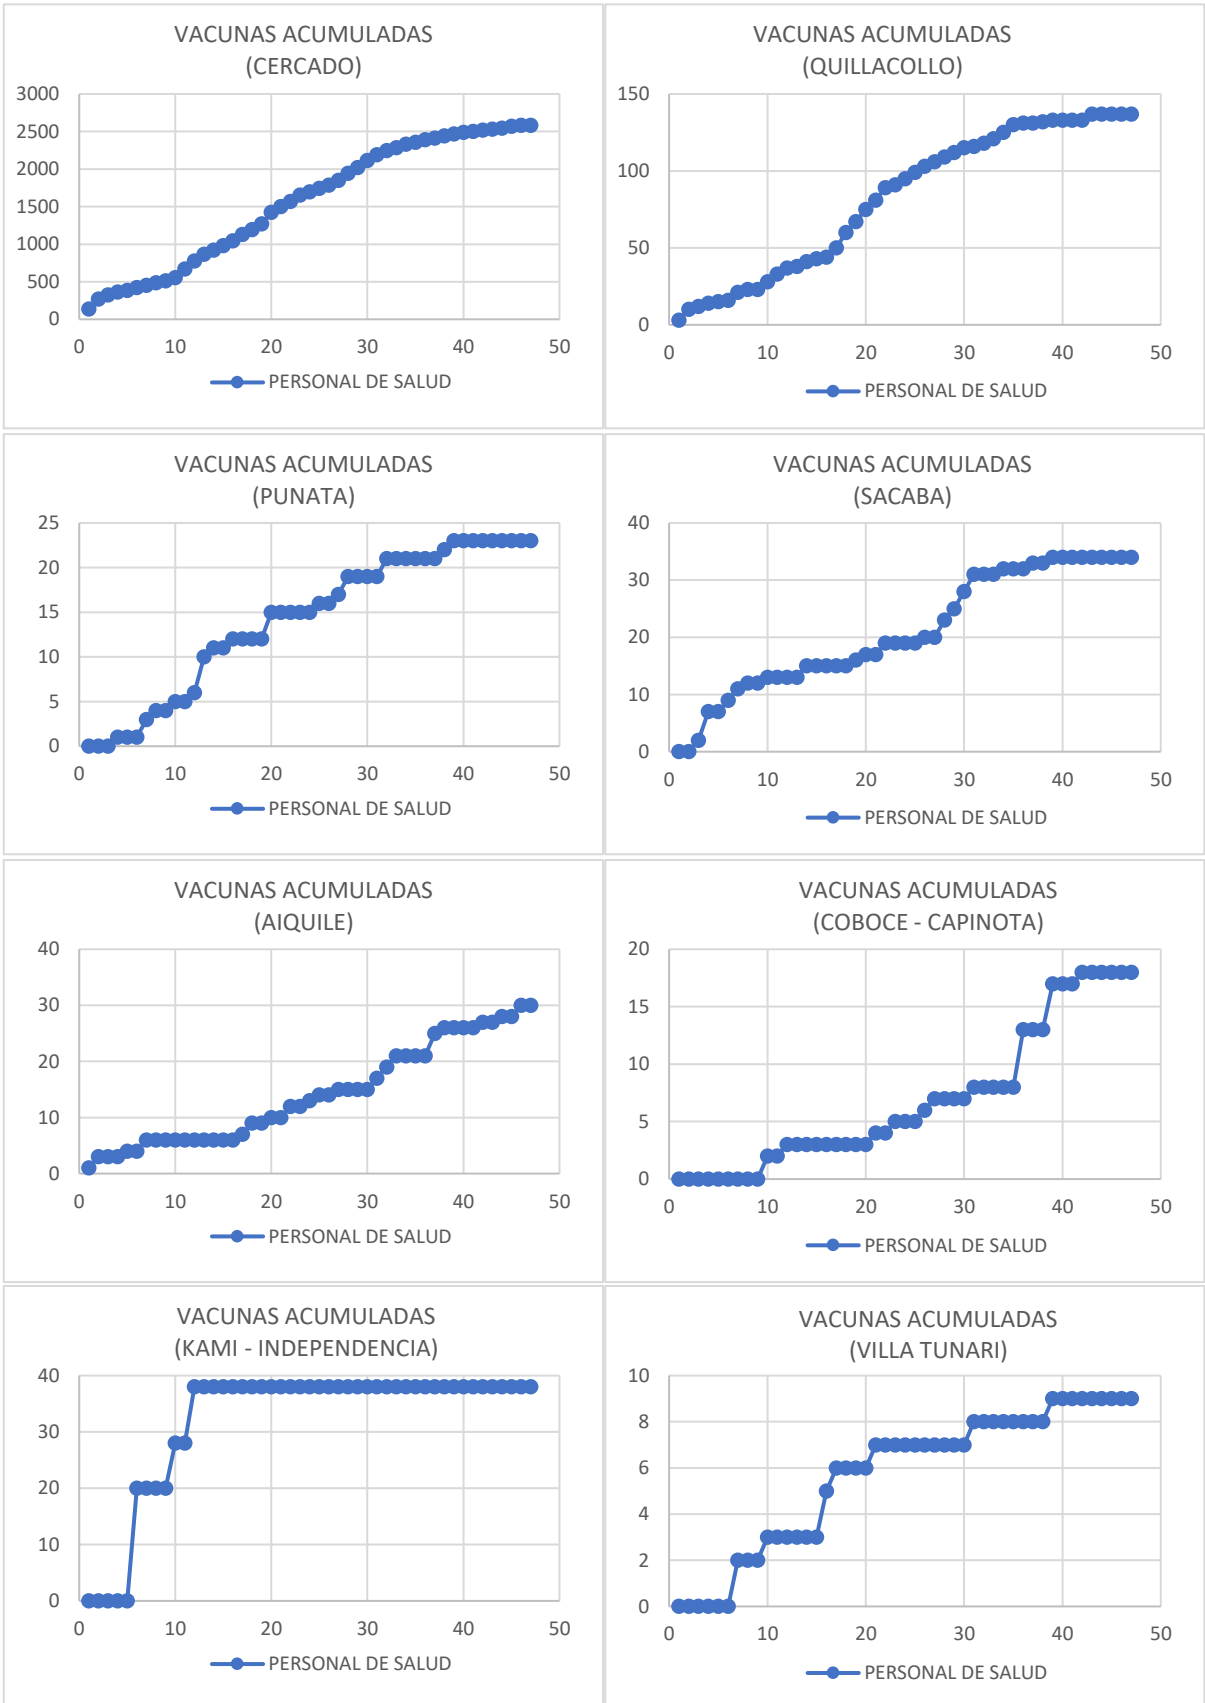 VACUNAS ACUMULADAS
(CERCADO)
3000
2500
2000
1500
1000
500
0
0 10 20 30 40 50
PERSONAL DE SALUD
VACUNAS ACUMULADAS
(QUILLACOLLO)
150
100
50
0
0 10 20 30 40 50
PERSONAL DE SALUD
VACUNAS ACUMULADAS
(PUNATA)
25
20
15
10
5
0
0 10 20 30 40 50
PERSONAL DE SALUD
VACUNAS ACUMULADAS
(SACABA)
40
30
20
10
0
0 10 20 30 40 50
PERSONAL DE SALUD
VACUNAS ACUMULADAS
(AIQUILE)
40
30
20
10
0
0 10 20 30 40 50
PERSONAL DE SALUD
VACUNAS ACUMULADAS
(COBOCE - CAPINOTA)
20
15
10
5
0
0 10 20 30 40 50
PERSONAL DE SALUD
VACUNAS ACUMULADAS
(KAMI - INDEPENDENCIA)
40
30
20
10
0
0 10 20 30 40 50
PERSONAL DE SALUD
VACUNAS ACUMULADAS
(VILLA TUNARI)
10
8
6
4
2
0
0 10 20 30 40 50
PERSONAL DE SALUD